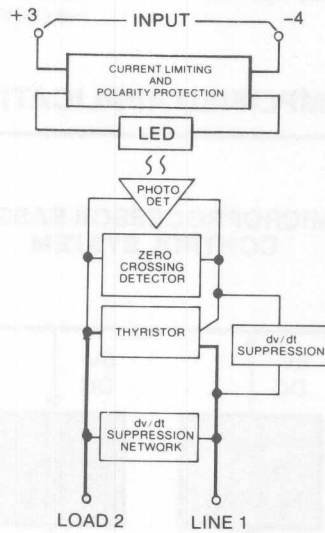 +3 INPUT -4
CURRENT LIMITING
AND
POLARITY PROTECTION
LED
PHOTO
DET
ZERO
CROSSING
DETECTOR
THYRISTOR
dv/dt
SUPPRESSION
dv/dt
SUPPRESSION
NETWORK
LOAD 2 LINE 1